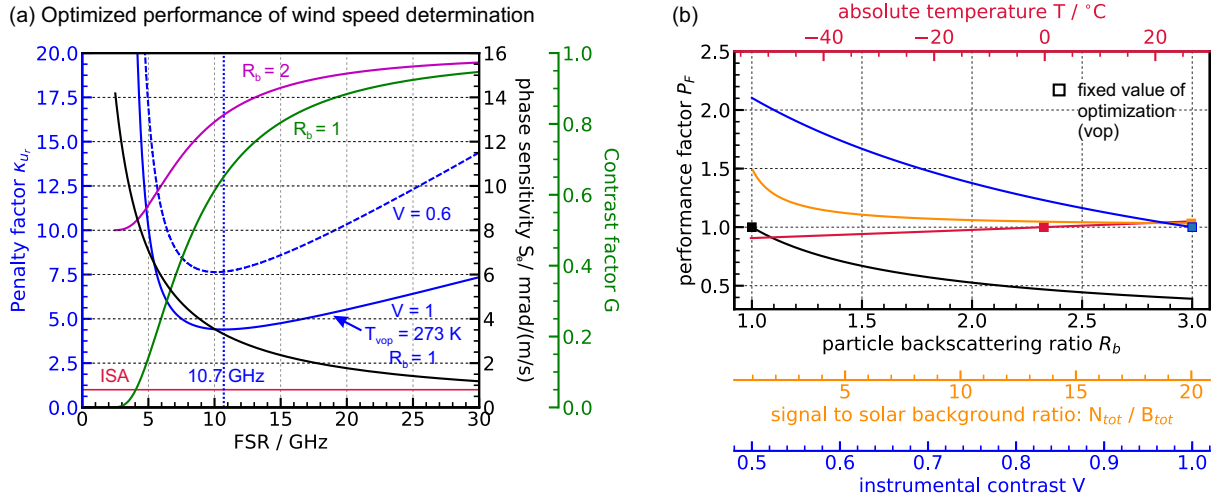 (a) Optimized performance of wind speed determination
20.0
17.5
15.0
12.5
10.0
7.5
5.0
2.5
0.0
Penalty factor κ_{u_r}
0 5 10 15 20 25 30
FSR / GHz
16
14
12
10
8
6
4
2
0
phase sensitivity S_e/ mrad/(m/s)
1.0
0.8
0.6
0.4
0.2
0.0
Contrast factor G
R_b = 2
R_b = 1
V = 0.6
V = 1
T_vop = 273 K
R_b = 1
ISA
10.7 GHz
(b)
absolute temperature T / °C
−40 −20 0 20
2.5
2.0
1.5
1.0
0.5
performance factor P_F
fixed value of
optimization
(vop)
1.0 1.5 2.0 2.5 3.0
particle backscattering ratio R_b
5 10 15 20
signal to solar background ratio: N_tot / B_tot
0.5 0.6 0.7 0.8 0.9 1.0
instrumental contrast V